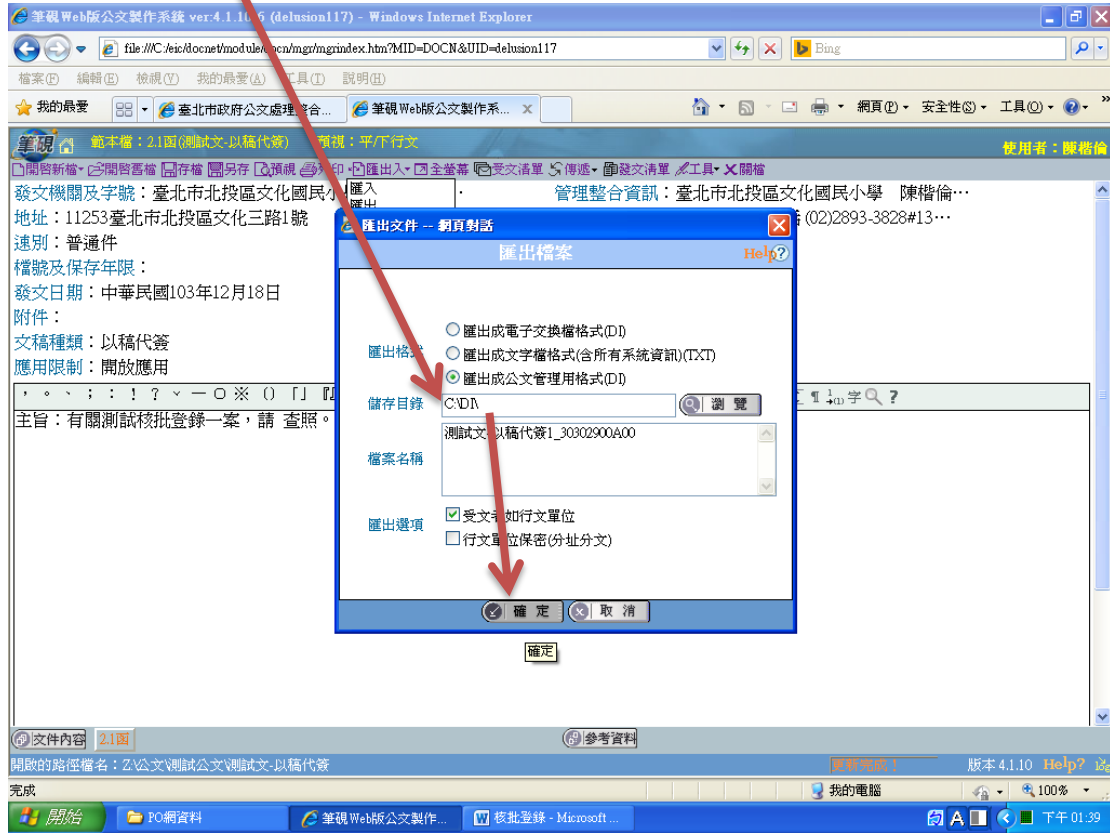 筆硯Web版公文製作系統 ver:4.1.10.6 (delusion117) - Windows Internet Explorer
file:///C:/eic/docnet/module/docn/mgr/mgrindex.htm?MID=DOCN&UID=delusion117
Bing
檔案(F) 編輯(E) 檢視(V) 我的最愛(A) 工具(T) 說明(H)
我的最愛 臺北市政府公文處理整合... 筆硯Web版公文製作系... X 網頁(P) 安全性(S) 工具(O) »
筆硯 範本檔：2.1函(測試文-以稿代簽) 預視：平/下行文 使用者：陳楷倫
開啓新檔 開啓舊檔 存檔 另存 預視 列印 匯出入 全螢幕 受文清單 傳遞 發文清單 工具 關檔
發文機關及字號：臺北市北投區文化國民小 匯入 管理整合資訊：臺北市北投區文化國民小學 陳楷倫…
匯出
地址：11253臺北市北投區文化三路1號 (02)2893-3828#13…
速別：普通件
檔號及保存年限：
發文日期：中華民國103年12月18日
附件：
文稿種類：以稿代簽
應用限制：開放應用
， 。 、 ； ： ！ ？ ˇ — ○ ※ () 「」 字 ?
主旨：有關測試核批登錄一案，請 查照。
匯出文件 -- 網頁對話
匯出檔案 Help?
匯出格式
匯出成電子交換檔格式(DI)
匯出成文字檔格式(含所有系統資訊)(TXT)
匯出成公文管理用格式(DI)
儲存目錄 C:\DI\ 瀏 覽
檔案名稱 測試文-以稿代簽1_30302900A00
匯出選項
受文者如行文單位
行文單位保密(分址分文)
確 定 取 消
確定
文件內容 2.1函 參考資料
開啟的路徑檔名：Z:\公文\測試公文\測試文-以稿代簽 更新完成！ 版本 4.1.10 Help?
完成 我的電腦 100%
開始 PO網資料 筆硯Web版公文製作... 核批登錄 - Microsoft ... A 下午 01:39